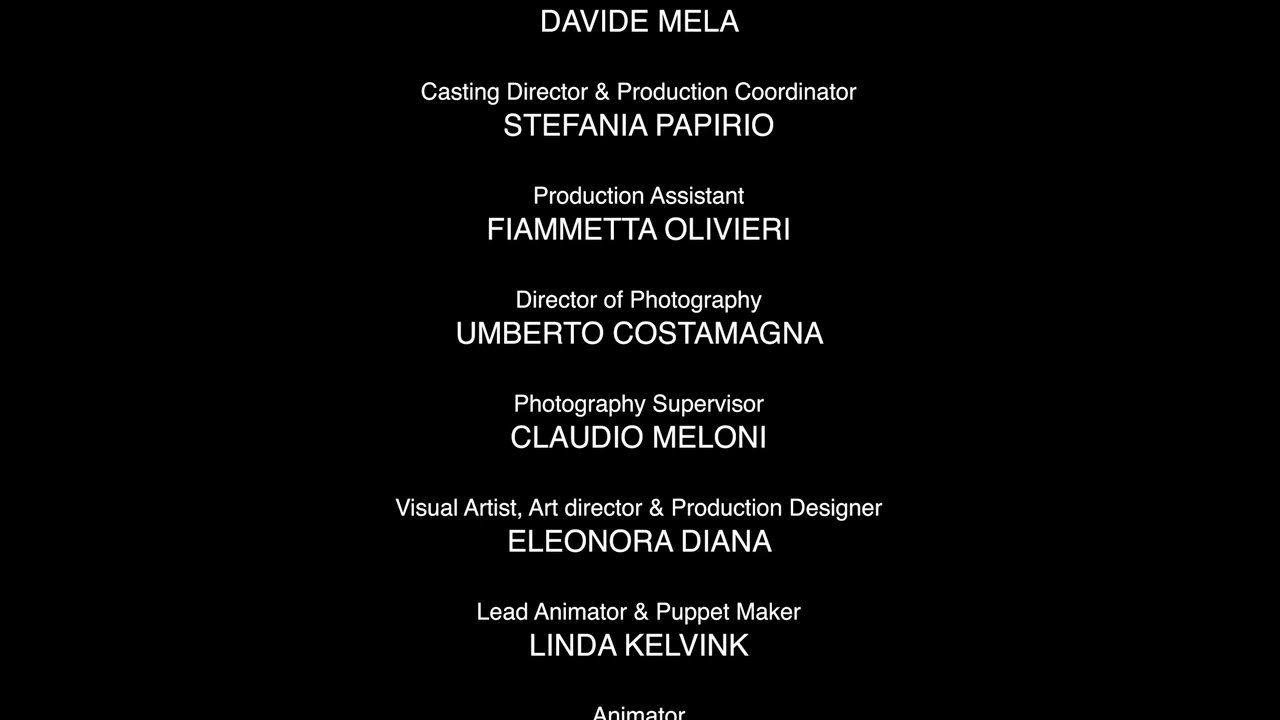 DAVIDE MELA
Casting Director & Production Coordinator
STEFANIA PAPIRIO
Production Assistant
FIAMMETTA OLIVIERI
Director of Photography
UMBERTO COSTAMAGNA
Photography Supervisor
CLAUDIO MELONI
Visual Artist, Art director & Production Designer
ELEONORA DIANA
Lead Animator & Puppet Maker
LINDA KELVINK
Animator